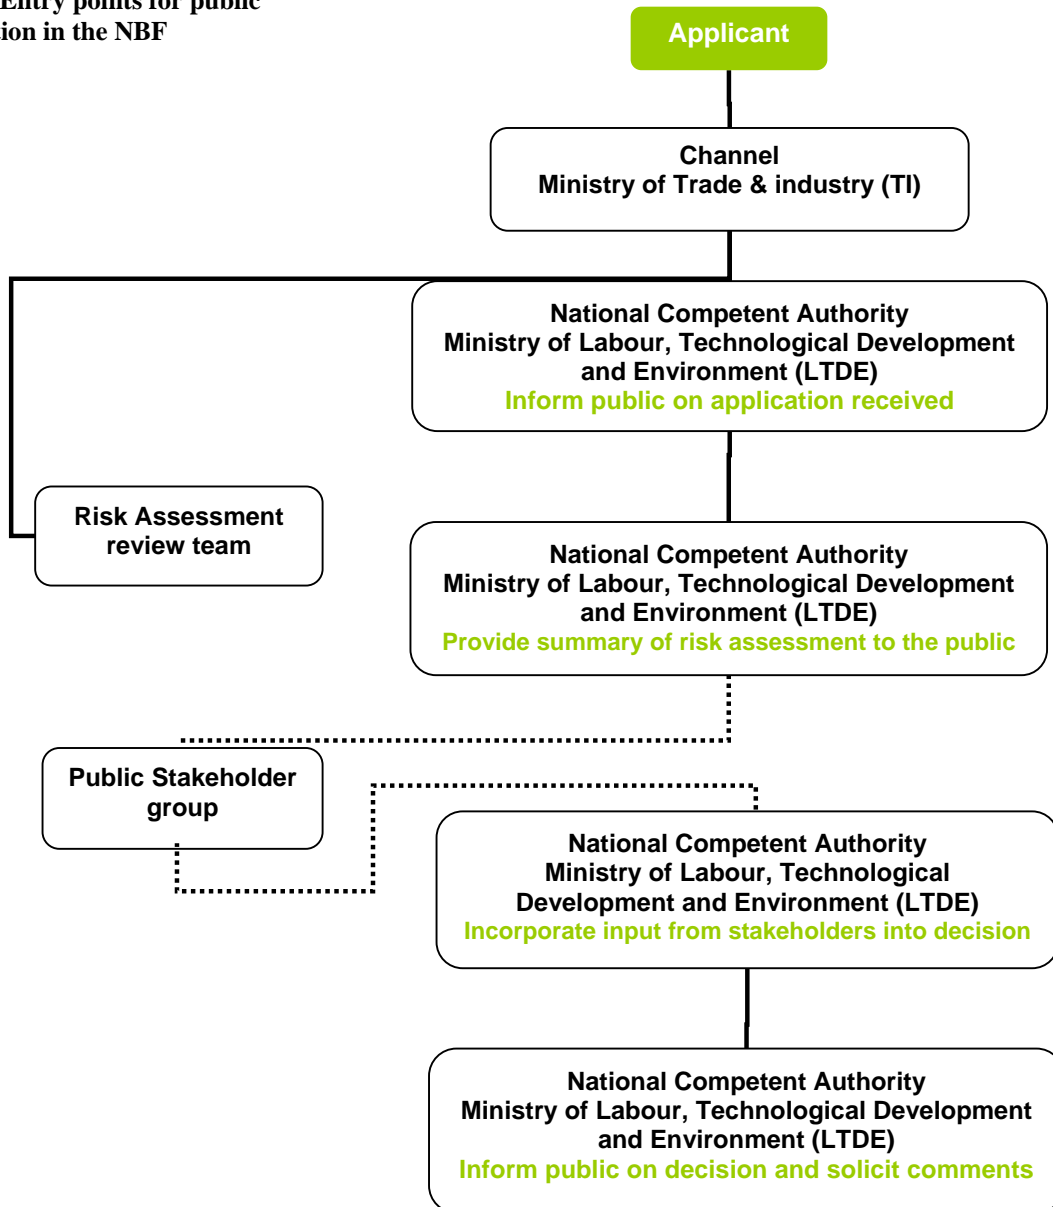 Entry points for public
tion in the NBF
Applicant
Channel
Ministry of Trade & industry (TI)
National Competent Authority
Ministry of Labour, Technological Development
and Environment (LTDE)
Inform public on application received
Risk Assessment
review team
National Competent Authority
Ministry of Labour, Technological Development
and Environment (LTDE)
Provide summary of risk assessment to the public
Public Stakeholder
group
National Competent Authority
Ministry of Labour, Technological
Development and Environment (LTDE)
Incorporate input from stakeholders into decision
National Competent Authority
Ministry of Labour, Technological Development
and Environment (LTDE)
Inform public on decision and solicit comments